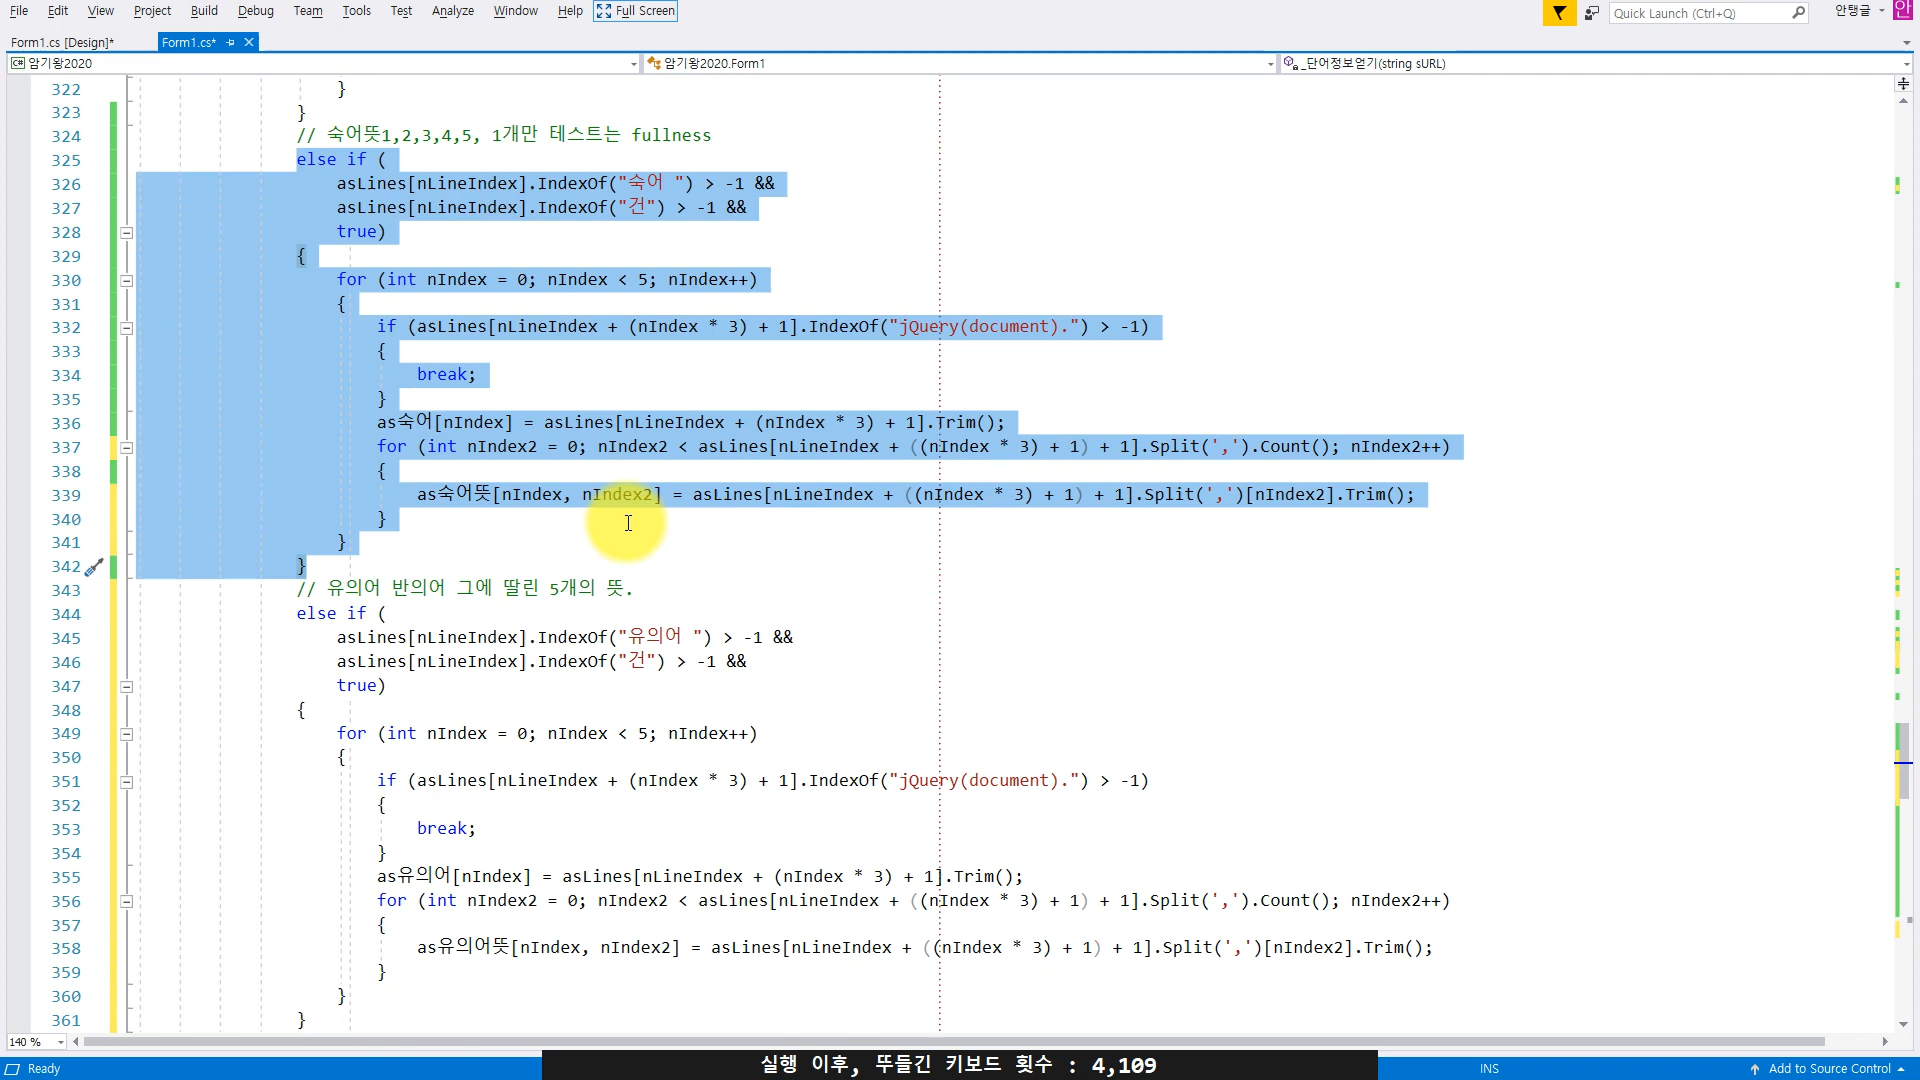 File Edit View Project Build Debug Team Tools Test Analyze Window Help Full Screen Quick Launch (Ctrl+Q) 안탱글 안
Form1.cs [Design]* Form1.cs*
C# 암기왕2020 암기왕2020.Form1 _단어정보얻기(string sURL)
322 }
323 }
324 // 숙어뜻1,2,3,4,5, 1개만 테스트는 fullness
325 else if (
326 asLines[nLineIndex].IndexOf("숙어 ") > -1 &&
327 asLines[nLineIndex].IndexOf("건") > -1 &&
328 true)
329 {
330 for (int nIndex = 0; nIndex < 5; nIndex++)
331 {
332 if (asLines[nLineIndex + (nIndex * 3) + 1].IndexOf("jQuery(document).") > -1)
333 {
334 break;
335 }
336 as숙어[nIndex] = asLines[nLineIndex + (nIndex * 3) + 1].Trim();
337 for (int nIndex2 = 0; nIndex2 < asLines[nLineIndex + ((nIndex * 3) + 1) + 1].Split(',').Count(); nIndex2++)
338 {
339 as숙어뜻[nIndex, nIndex2] = asLines[nLineIndex + ((nIndex * 3) + 1) + 1].Split(',')[nIndex2].Trim();
340 }
341 }
342 }
343 // 유의어 반의어 그에 딸린 5개의 뜻.
344 else if (
345 asLines[nLineIndex].IndexOf("유의어 ") > -1 &&
346 asLines[nLineIndex].IndexOf("건") > -1 &&
347 true)
348 {
349 for (int nIndex = 0; nIndex < 5; nIndex++)
350 {
351 if (asLines[nLineIndex + (nIndex * 3) + 1].IndexOf("jQuery(document).") > -1)
352 {
353 break;
354 }
355 as유의어[nIndex] = asLines[nLineIndex + (nIndex * 3) + 1].Trim();
356 for (int nIndex2 = 0; nIndex2 < asLines[nLineIndex + ((nIndex * 3) + 1) + 1].Split(',').Count(); nIndex2++)
357 {
358 as유의어뜻[nIndex, nIndex2] = asLines[nLineIndex + ((nIndex * 3) + 1) + 1].Split(',')[nIndex2].Trim();
359 }
360 }
361 }
140 %
Ready 실행 이후, 뚜들긴 키보드 횟수 : 4,109 INS Add to Source Control